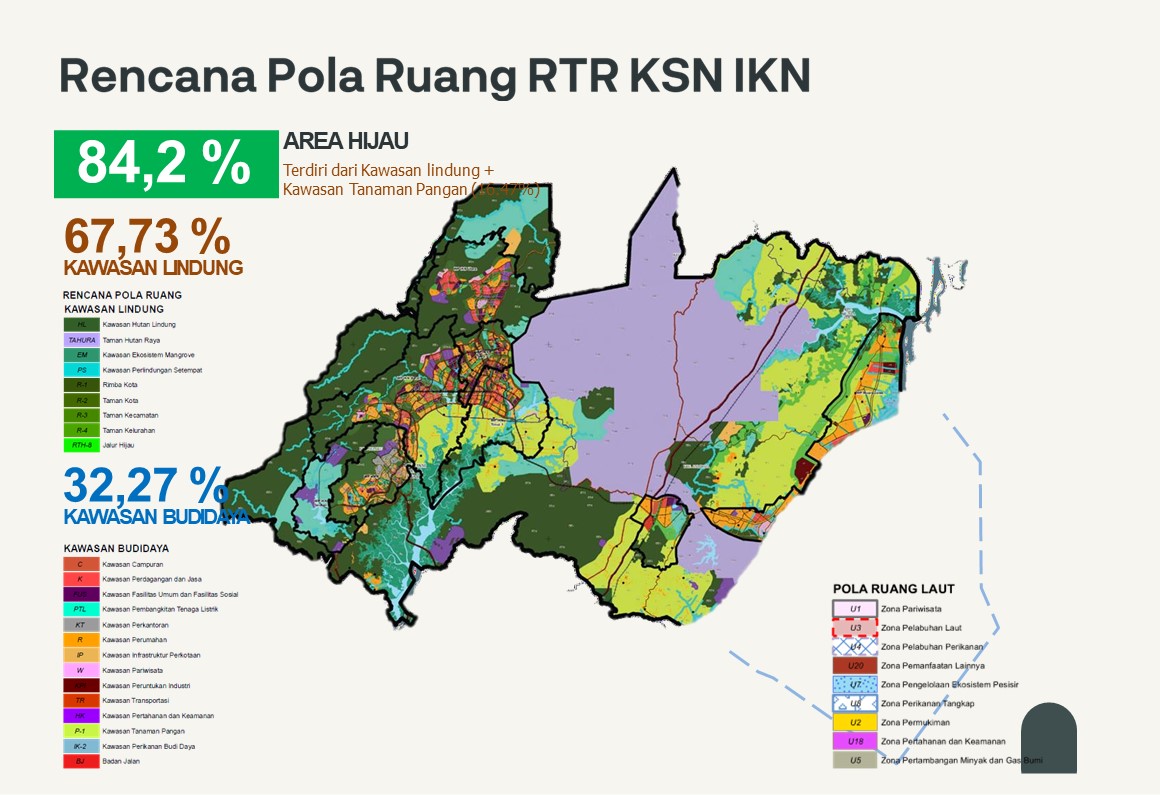 Rencana Pola Ruang RTR KSN IKN
84,2 %
AREA HIJAU
Terdiri dari Kawasan lindung +
Kawasan Tanaman Pangan (16,47%)
67,73 %
KAWASAN LINDUNG
RENCANA POLA RUANG
KAWASAN LINDUNG
HL Kawasan Hutan Lindung
TAHURA Taman Hutan Raya
EM Kawasan Ekosistem Mangrove
PS Kawasan Perlindungan Setempat
R-1 Rimba Kota
R-2 Taman Kota
R-3 Taman Kecamatan
R-4 Taman Kelurahan
RTH-8 Jalur Hijau
32,27 %
KAWASAN BUDIDAYA
KAWASAN BUDIDAYA
C Kawasan Campuran
K Kawasan Perdagangan dan Jasa
Kawasan Fasilitas Umum dan Fasilitas Sosial
PTL Kawasan Pembangkitan Tenaga Listrik
KT Kawasan Perkantoran
R Kawasan Perumahan
IP Kawasan Infrastruktur Perkotaan
W Kawasan Pariwisata
Kawasan Peruntukan Industri
TR Kawasan Transportasi
HK Kawasan Pertahanan dan Keamanan
P-1 Kawasan Tanaman Pangan
IK-2 Kawasan Perikanan Budi Daya
BJ Badan Jalan
POLA RUANG LAUT
U1 Zona Pariwisata
U3 Zona Pelabuhan Laut
U4 Zona Pelabuhan Perikanan
U20 Zona Pemanfaatan Lainnya
U7 Zona Pengelolaan Ekosistem Pesisir
U8 Zona Perikanan Tangkap
U2 Zona Permukiman
U18 Zona Pertahanan dan Keamanan
U5 Zona Pertambangan Minyak dan Gas Bumi